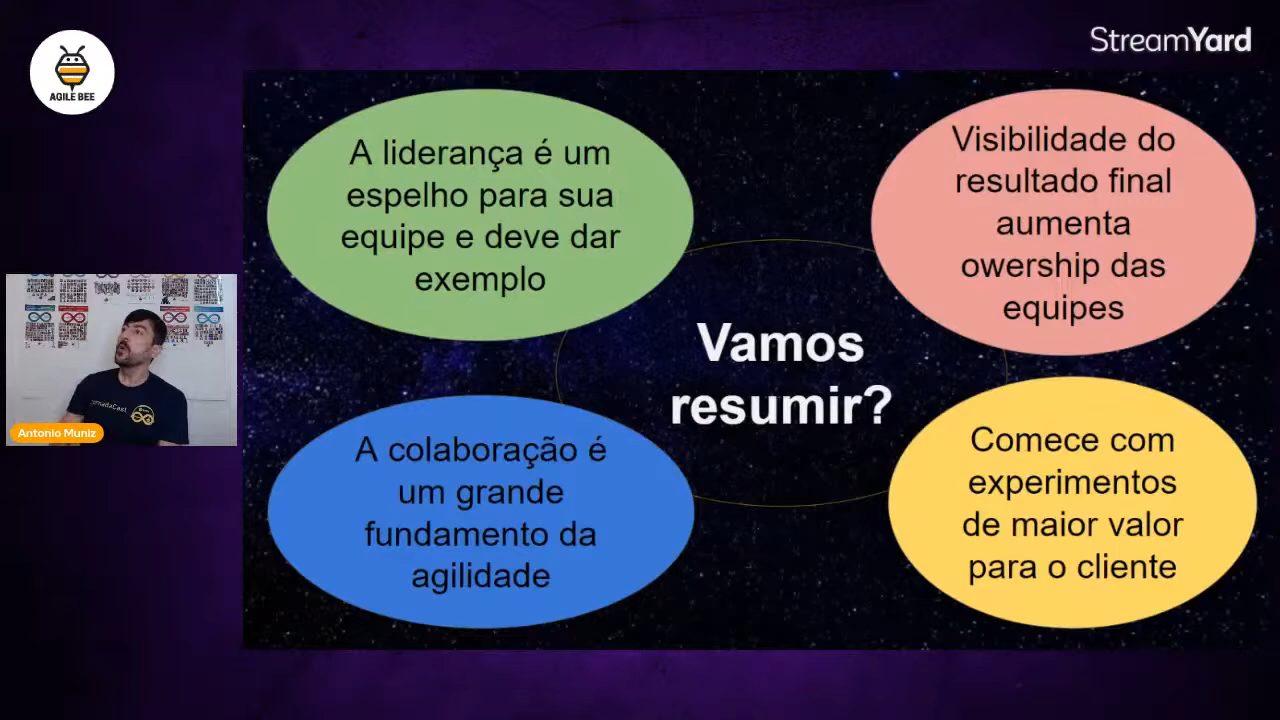 AGILE BEE
StreamYard
A liderança é um
espelho para sua
equipe e deve dar
exemplo
Visibilidade do
resultado final
aumenta
owership das
equipes
Vamos
resumir?
A colaboração é
um grande
fundamento da
agilidade
Comece com
experimentos
de maior valor
para o cliente
Antonio Muniz